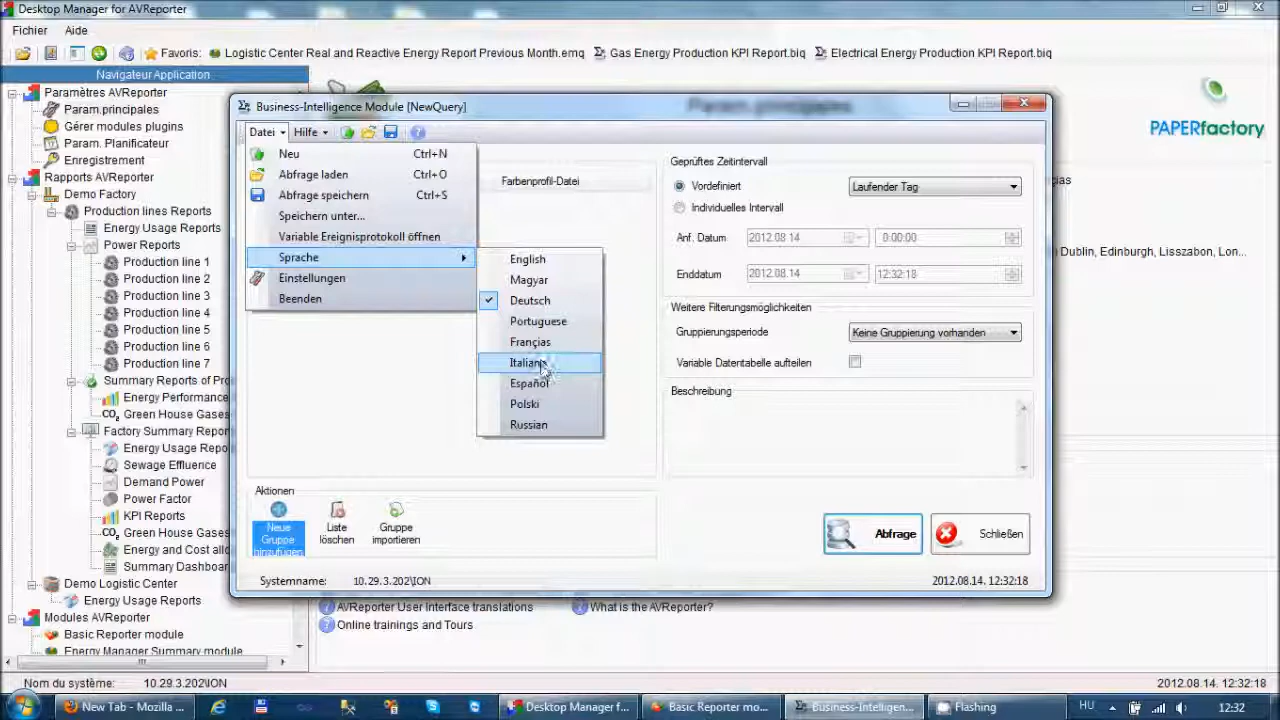 Desktop Manager for AVReporter
Fichier Aide
Favoris: Logistic Center Real and Reactive Energy Report Previous Month.emq Gas Energy Production KPI Report.biq Electrical Energy Production KPI Report.biq
Navigateur Application
Paramètres AVReporter
Param.principales
Gérer modules plugins
Param. Planificateur
Enregistrement
Rapports AVReporter
Demo Factory
Production lines Reports
Energy Usage Reports
Power Reports
Production line 1
Production line 2
Production line 3
Production line 4
Production line 5
Production line 6
Production line 7
Summary Reports of Pro
Energy Performance
CO₂ Green House Gases
Factory Summary Repor
Energy Usage Repo
Sewage Effluence
Demand Power
Power Factor
KPI Reports
CO₂ Green House Gases
Energy and Cost allo
Summary Dashboar
Demo Logistic Center
Energy Usage Reports
Modules AVReporter
Basic Reporter module
Energy Manager Summary module
Param.principales
PAPERfactory
Dublin, Edinburgh, Lisszabon, Lon...
Business-Intelligence Module [NewQuery]
Datei Hilfe
Neu Ctrl+N
Abfrage laden Ctrl+O
Abfrage speichern Ctrl+S
Speichern unter...
Variable Ereignisprotokoll öffnen
Sprache
Einstellungen
Beenden
English
Magyar
Deutsch
Portuguese
Françias
Italiano
Español
Polski
Russian
Farbenprofil-Datei
Geprüftes Zeitintervall
Vordefiniert Laufender Tag
Individuelles Intervall
Anf. Datum 2012.08.14 0:00:00
Enddatum 2012.08.14 12:32:18
Weitere Filterungsmöglichkeiten
Gruppierungsperiode Keine Gruppierung vorhanden
Variable Datentabelle aufteilen
Beschreibung
Aktionen
Neue Gruppe hinzufügen
Liste löschen
Gruppe importieren
Abfrage
Schließen
Systemname: 10.29.3.202\ION 2012.08.14. 12:32:18
AVReporter User Interface translations What is the AVReporter?
Online trainings and Tours
Nom du système: 10.29.3.202\ION 2012.08.14. 12:32:18
New Tab - Mozilla ... Desktop Manager f... Basic Reporter mo... Business-Intelligen... Flashing HU 12:32